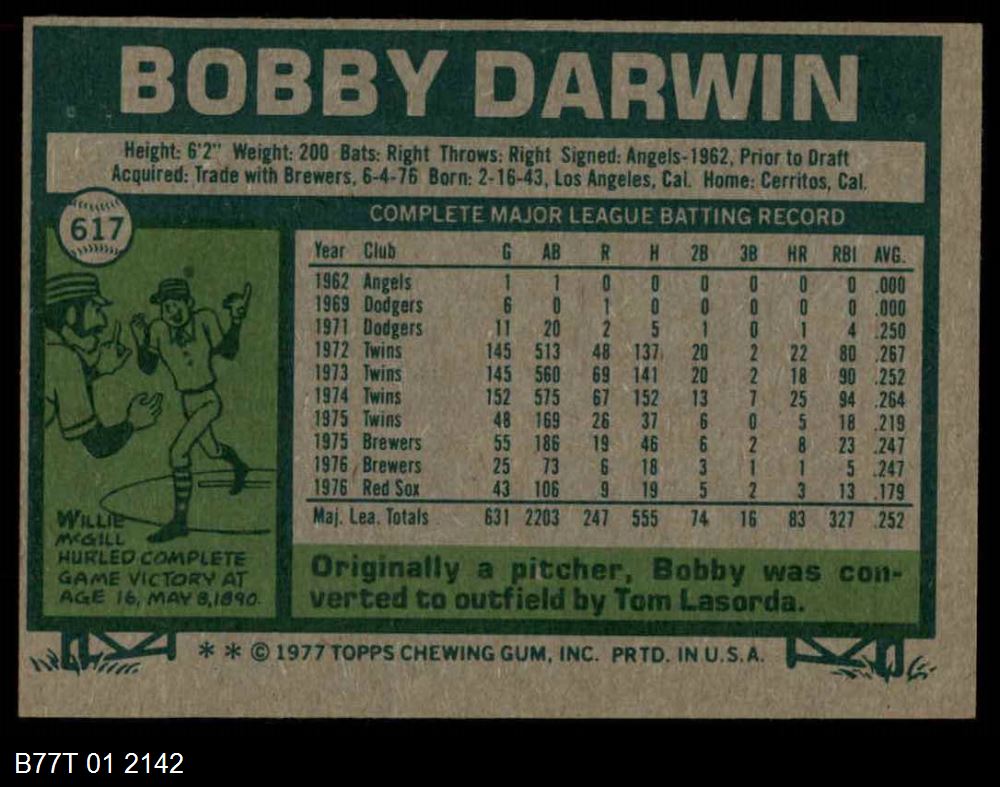 BOBBY DARWIN
Height: 6'2" Weight: 200 Bats: Right Throws: Right Signed: Angels-1962, Prior to Draft
Acquired: Trade with Brewers, 6-4-76 Born: 2-16-43, Los Angeles, Cal. Home: Cerritos, Cal.
617
COMPLETE MAJOR LEAGUE BATTING RECORD
Year Club G AB R H 2B 3B HR RBI AVG.
1962 Angels 1 1 0 0 0 0 0 0 .000
1969 Dodgers 6 0 1 0 0 0 0 0 .000
1971 Dodgers 11 20 2 5 1 0 1 4 .250
1972 Twins 145 513 48 137 20 2 22 80 .267
1973 Twins 145 560 69 141 20 2 18 90 .252
1974 Twins 152 575 67 152 13 7 25 94 .264
1975 Twins 48 169 26 37 6 0 5 18 .219
1975 Brewers 55 186 19 46 6 2 8 23 .247
1976 Brewers 25 73 6 18 3 1 1 5 .247
1976 Red Sox 43 106 9 19 5 2 3 13 .179
Maj. Lea. Totals 631 2203 247 555 74 16 83 327 .252
WILLIE
McGILL
HURLED COMPLETE
GAME VICTORY AT
AGE 16, MAY 8, 1890.
Originally a pitcher, Bobby was con-
verted to outfield by Tom Lasorda.
* * © 1977 TOPPS CHEWING GUM, INC. PRTD. IN U.S.A.
B77T 01 2142